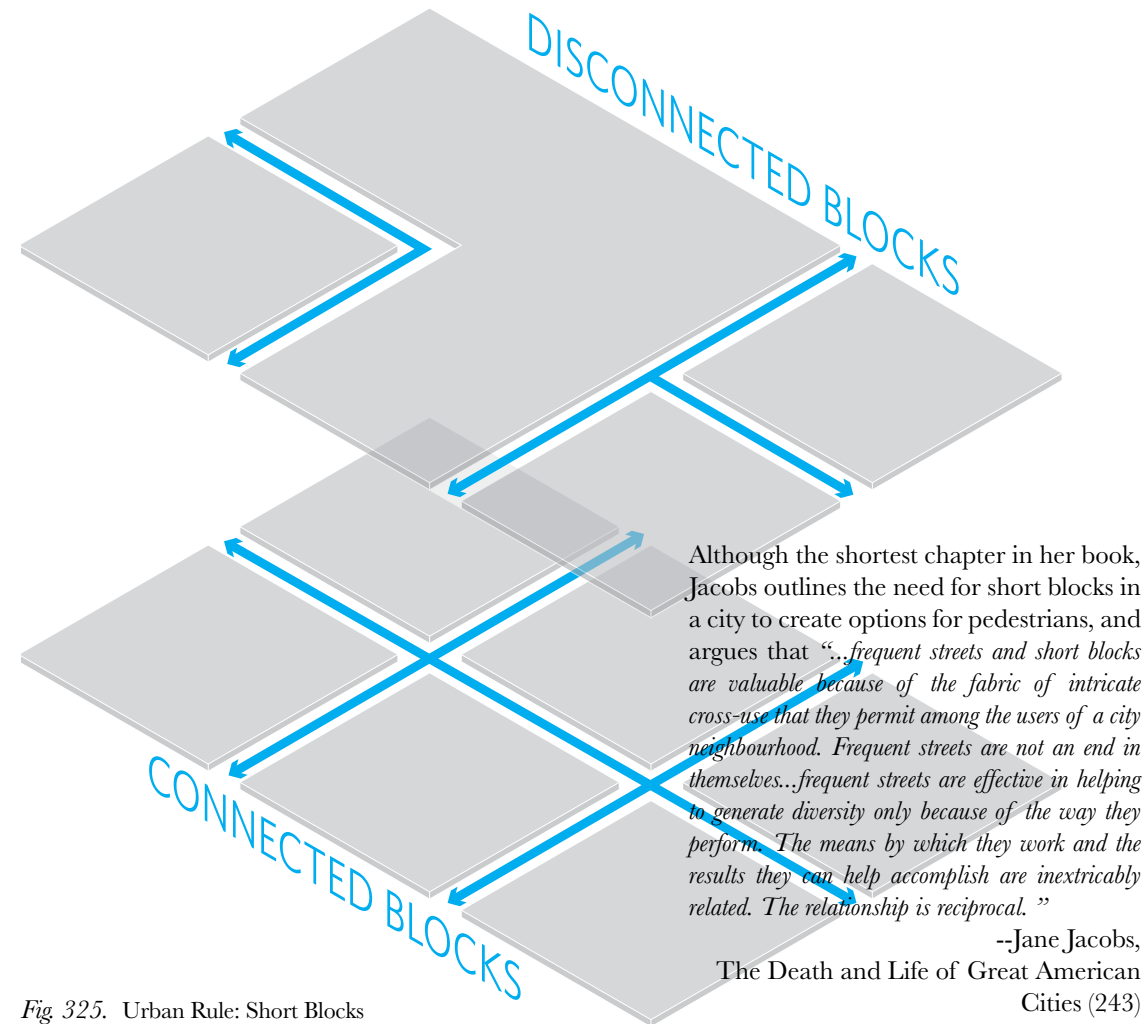 DISCONNECTED BLOCKS
Although the shortest chapter in her book,
Jacobs outlines the need for short blocks in
a city to create options for pedestrians, and
argues that “...frequent streets and short blocks
are valuable because of the fabric of intricate
cross-use that they permit among the users of a city
neighbourhood. Frequent streets are not an end in
themselves...frequent streets are effective in helping
to generate diversity only because of the way they
perform. The means by which they work and the
results they can help accomplish are inextricably
related. The relationship is reciprocal. ”
--Jane Jacobs,
The Death and Life of Great American
Cities (243)
CONNECTED BLOCKS
Fig 325. Urban Rule: Short Blocks